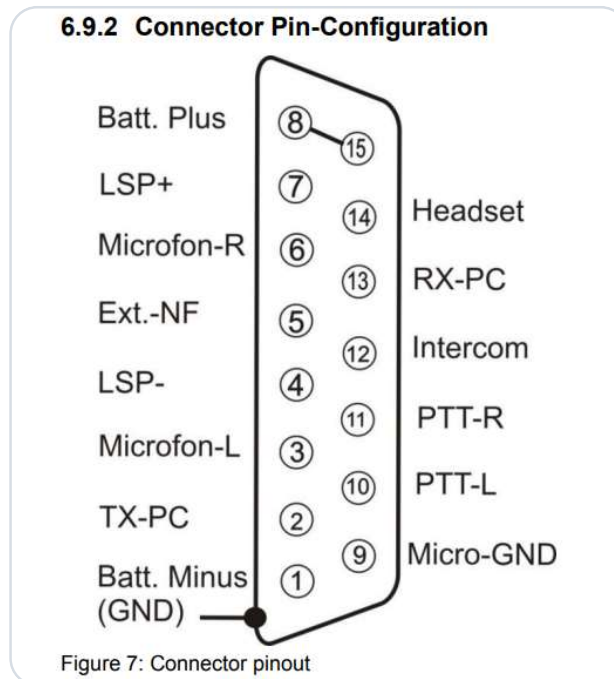 6.9.2 Connector Pin-Configuration
Batt. Plus
8
15
LSP+
7
14
Headset
Microfon-R
6
13
RX-PC
Ext.-NF
5
12
Intercom
LSP-
4
11
PTT-R
Microfon-L
3
10
PTT-L
TX-PC
2
9
Micro-GND
Batt. Minus
(GND)
1
Figure 7: Connector pinout